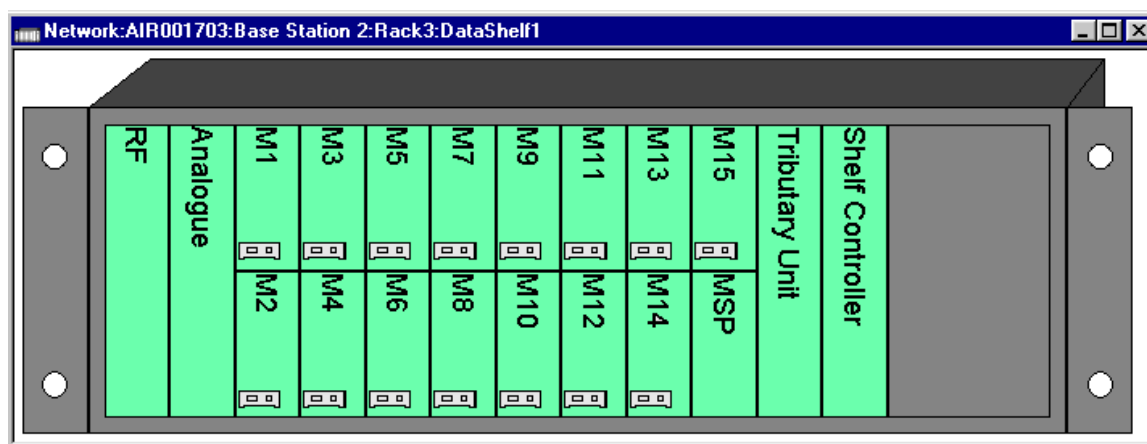 Network:AIR001703:Base Station 2:Rack3:DataShelf1
RF
Analogue
M1
M3
M5
M7
M9
M11
M13
M15
Tributary Unit
Shelf Controller
M2
M4
M6
M8
M10
M12
M14
MSP